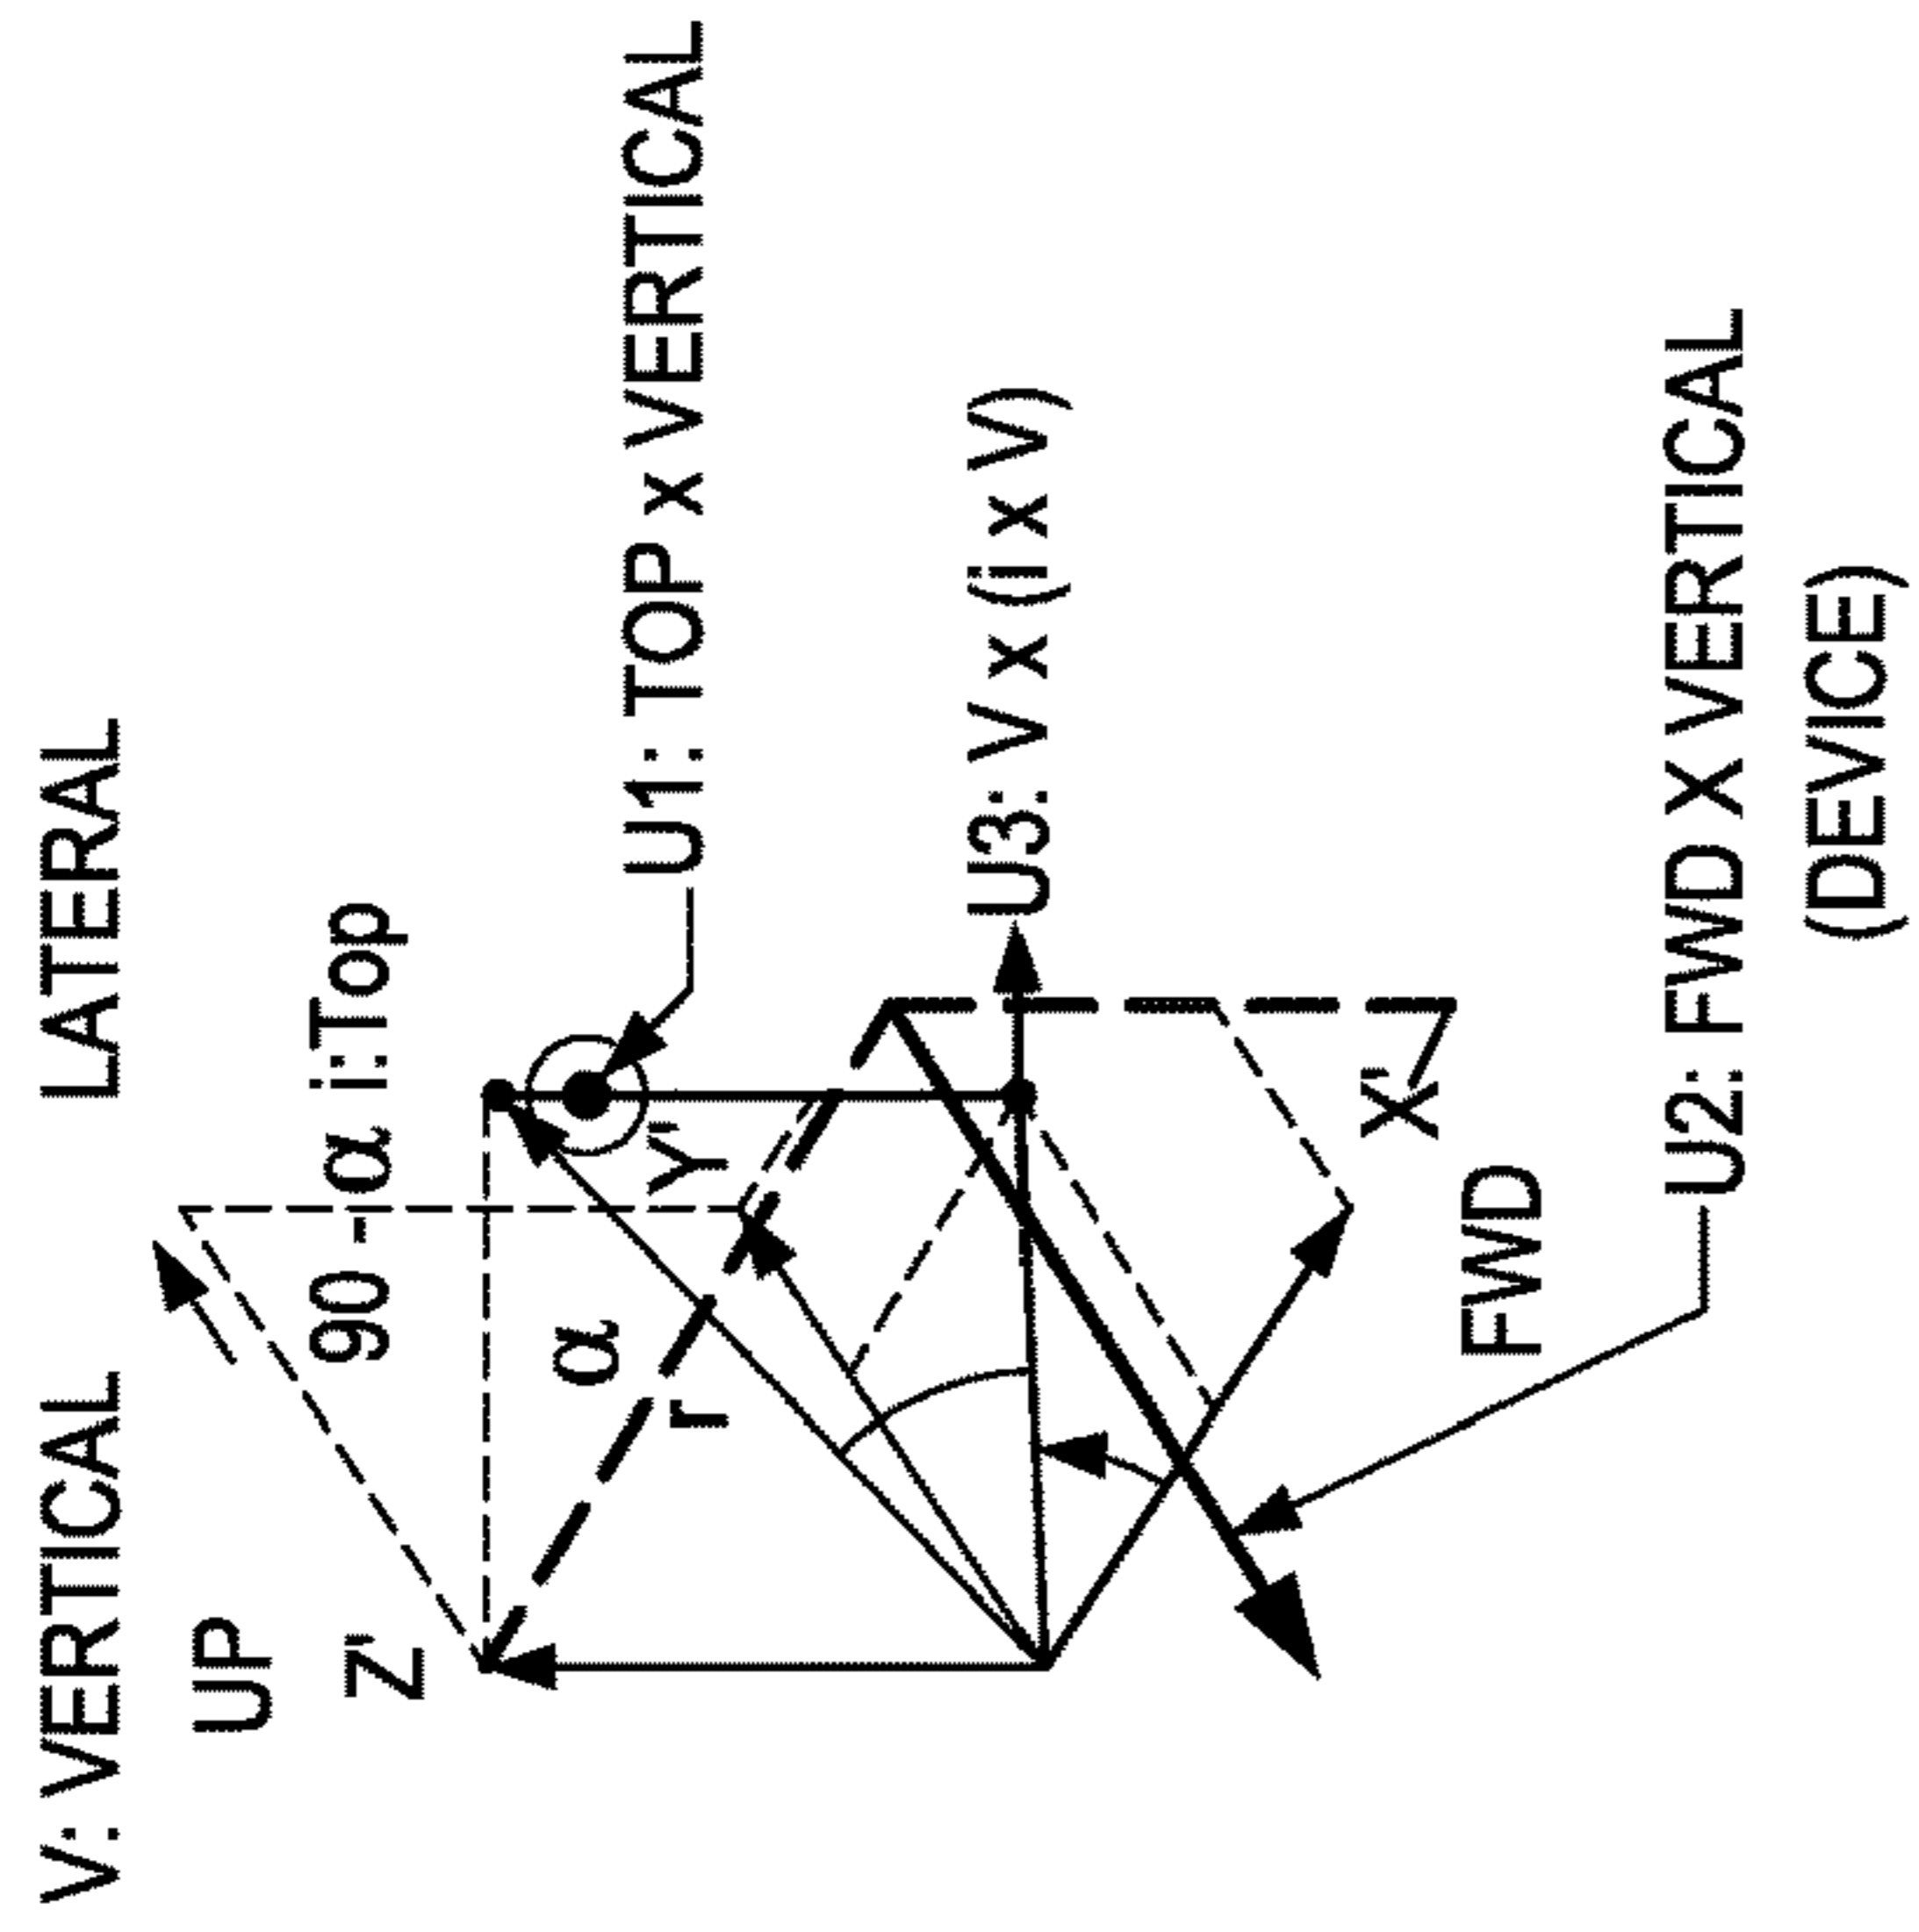 V: VERTICAL
LATERAL
UP
Z'
90 -α
i:Top
α
r
Y'
U1: TOP x VERTICAL
U3: V x (i x V)
X'
FWD
U2: FWD X VERTICAL
(DEVICE)